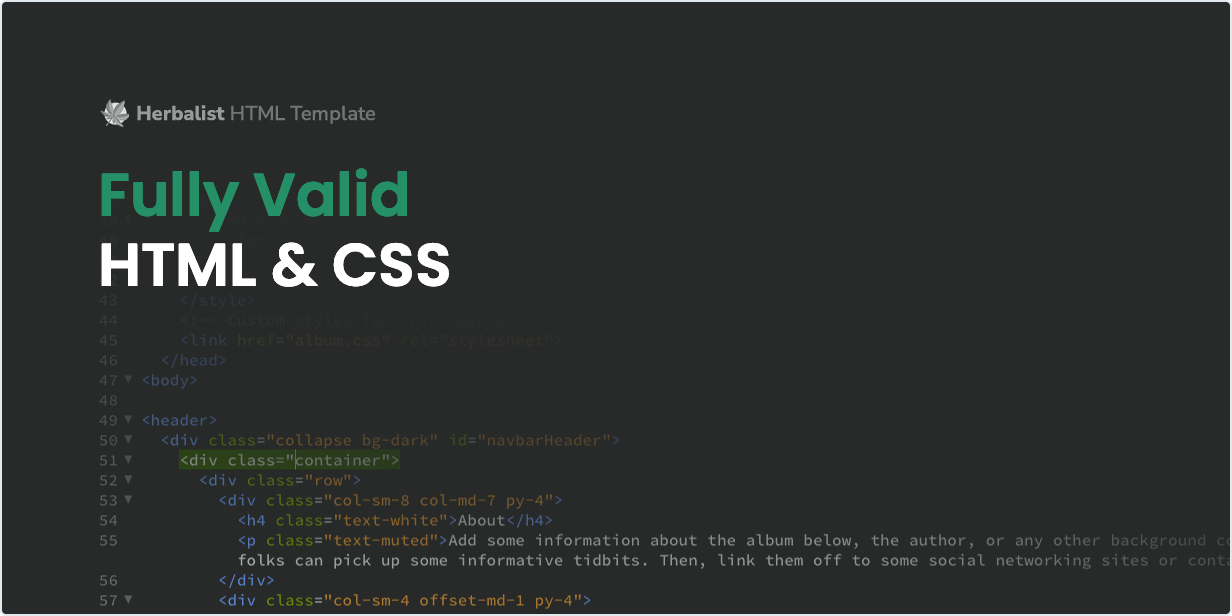 Herbalist HTML Template
Fully Valid
HTML & CSS
43 </style>
44 <!-- Custom styles for this template
45 <link href="album.css" rel="stylesheet">
46 </head>
47 <body>
48
49 <header>
50 <div class="collapse bg-dark" id="navbarHeader">
51 <div class="container">
52 <div class="row">
53 <div class="col-sm-8 col-md-7 py-4">
54 <h4 class="text-white">About</h4>
55 <p class="text-muted">Add some information about the album below, the author, or any other background
folks can pick up some informative tidbits. Then, link them off to some social networking sites or
56 </div>
57 <div class="col-sm-4 offset-md-1 py-4">